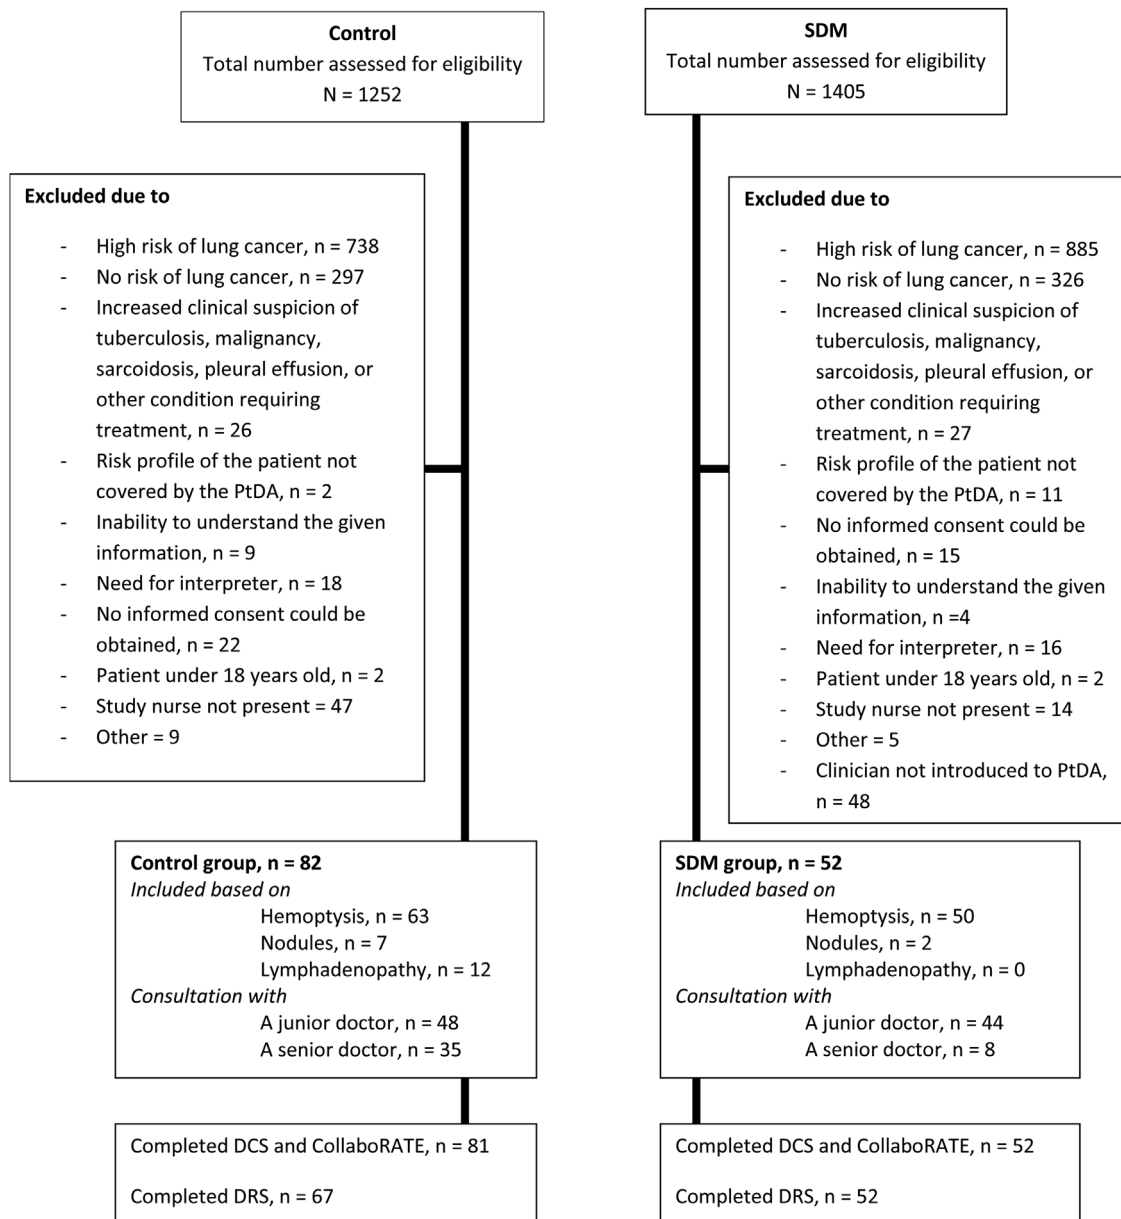 Control
Total number assessed for eligibility
N = 1252
Excluded due to
- High risk of lung cancer, n = 738
- No risk of lung cancer, n = 297
- Increased clinical suspicion of
tuberculosis, malignancy,
sarcoidosis, pleural effusion, or
other condition requiring
treatment, n = 26
- Risk profile of the patient not
covered by the PtDA, n = 2
- Inability to understand the given
information, n = 9
- Need for interpreter, n = 18
- No informed consent could be
obtained, n = 22
- Patient under 18 years old, n = 2
- Study nurse not present = 47
- Other = 9
Control group, n = 82
Included based on
Hemoptysis, n = 63
Nodules, n = 7
Lymphadenopathy, n = 12
Consultation with
A junior doctor, n = 48
A senior doctor, n = 35
Completed DCS and CollaboRATE, n = 81
Completed DRS, n = 67
SDM
Total number assessed for eligibility
N = 1405
Excluded due to
- High risk of lung cancer, n = 885
- No risk of lung cancer, n = 326
- Increased clinical suspicion of
tuberculosis, malignancy,
sarcoidosis, pleural effusion, or
other condition requiring
treatment, n = 27
- Risk profile of the patient not
covered by the PtDA, n = 11
- No informed consent could be
obtained, n = 15
- Inability to understand the given
information, n =4
- Need for interpreter, n = 16
- Patient under 18 years old, n = 2
- Study nurse not present = 14
- Other = 5
- Clinician not introduced to PtDA,
n = 48
SDM group, n = 52
Included based on
Hemoptysis, n = 50
Nodules, n = 2
Lymphadenopathy, n = 0
Consultation with
A junior doctor, n = 44
A senior doctor, n = 8
Completed DCS and CollaboRATE, n = 52
Completed DRS, n = 52